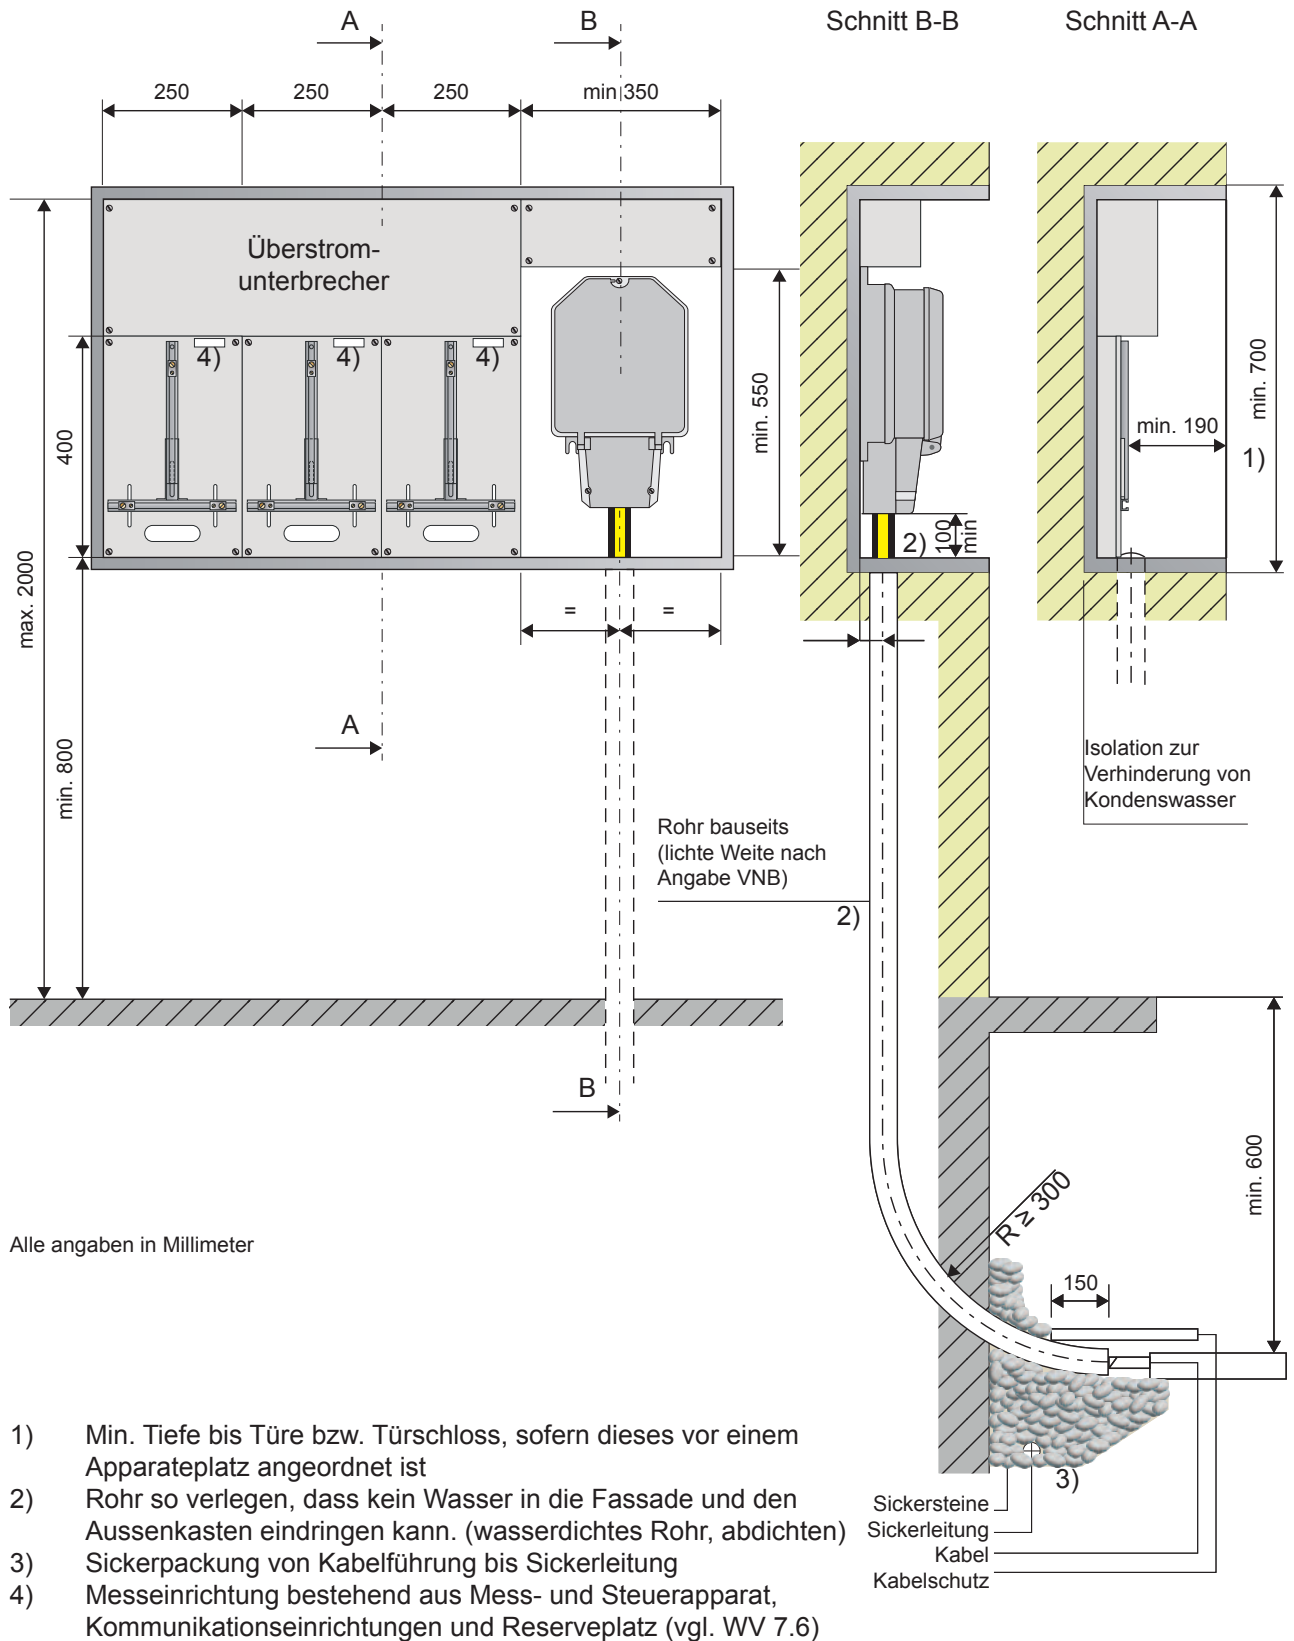 A
B
Schnitt B-B
Schnitt A-A
250
250
250
min 350
Überstrom-
unterbrecher
4)
4)
4)
400
max. 2000
min. 800
min. 550
=
=
A
B
2)
100
min
min. 190
min. 700
1)
Isolation zur
Verhinderung von
Kondenswasser
Rohr bauseits
(lichte Weite nach
Angabe VNB)
2)
R ≥ 300
150
min. 600
Alle angaben in Millimeter
3)
Sickersteine
Sickerleitung
Kabel
Kabelschutz
1) Min. Tiefe bis Türe bzw. Türschloss, sofern dieses vor einem
Apparateplatz angeordnet ist
2) Rohr so verlegen, dass kein Wasser in die Fassade und den
Aussenkasten eindringen kann. (wasserdichtes Rohr, abdichten)
3) Sickerpackung von Kabelführung bis Sickerleitung
4) Messeinrichtung bestehend aus Mess- und Steuerapparat,
Kommunikationseinrichtungen und Reserveplatz (vgl. WV 7.6)